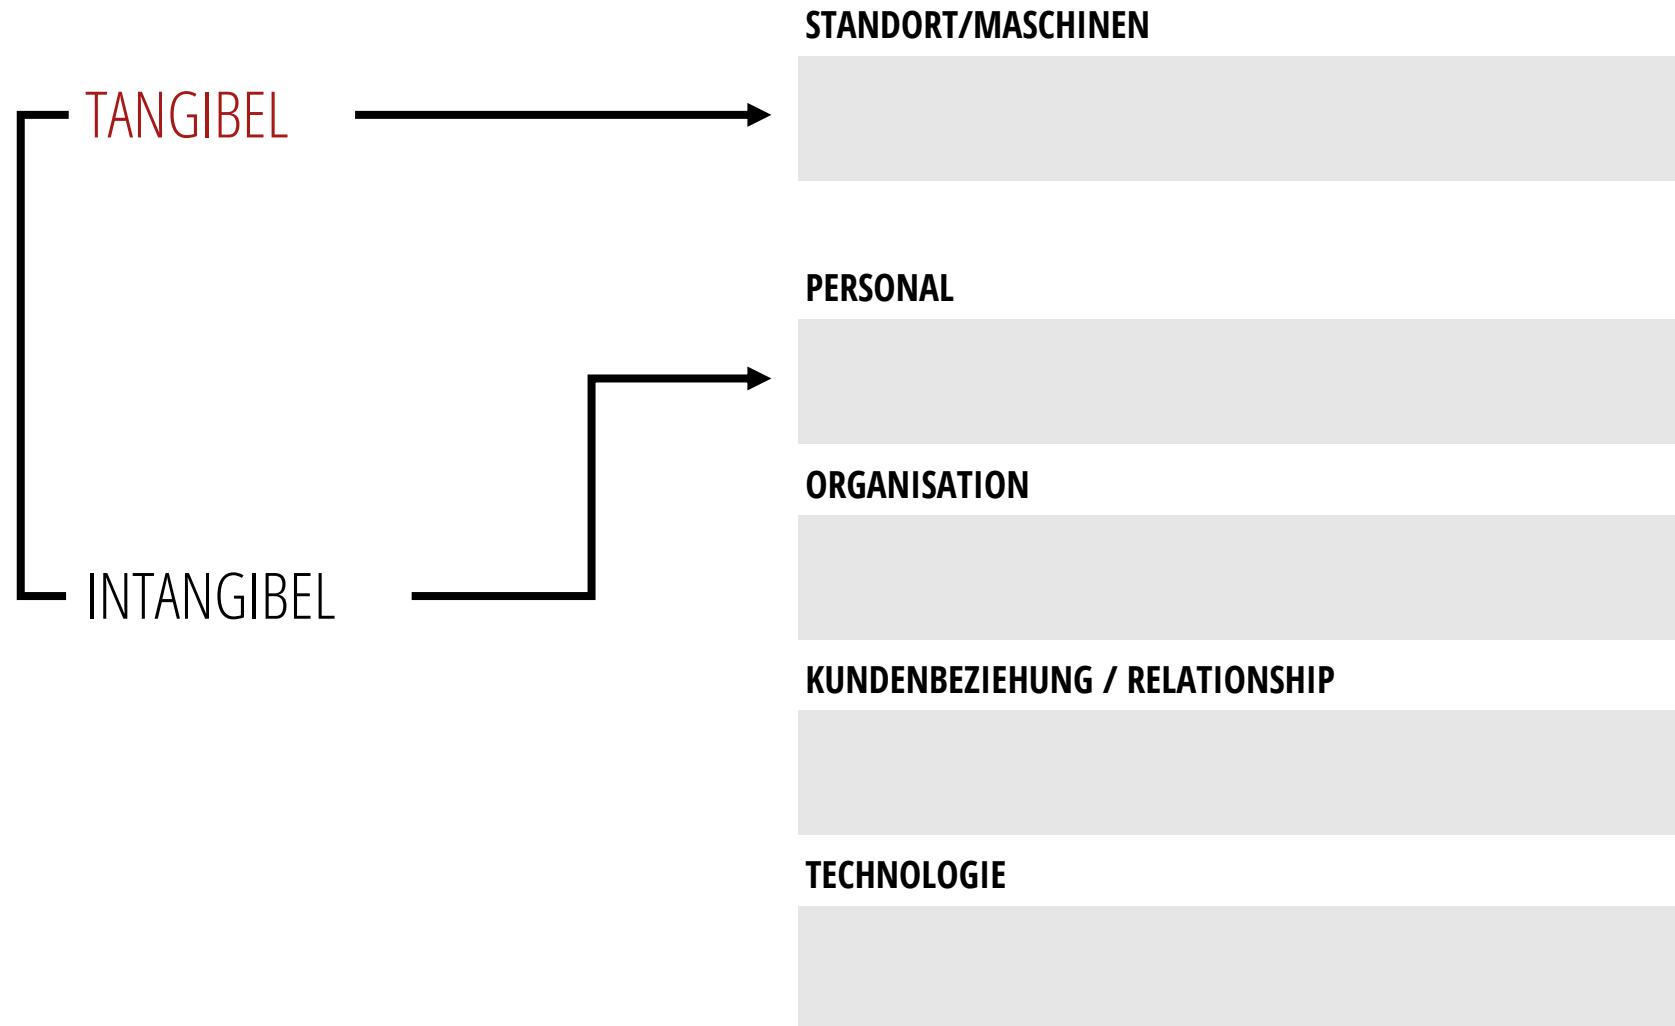 STANDORT/MASCHINEN
TANGIBEL
PERSONAL
ORGANISATION
INTANGIBEL
KUNDENBEZIEHUNG / RELATIONSHIP
TECHNOLOGIE